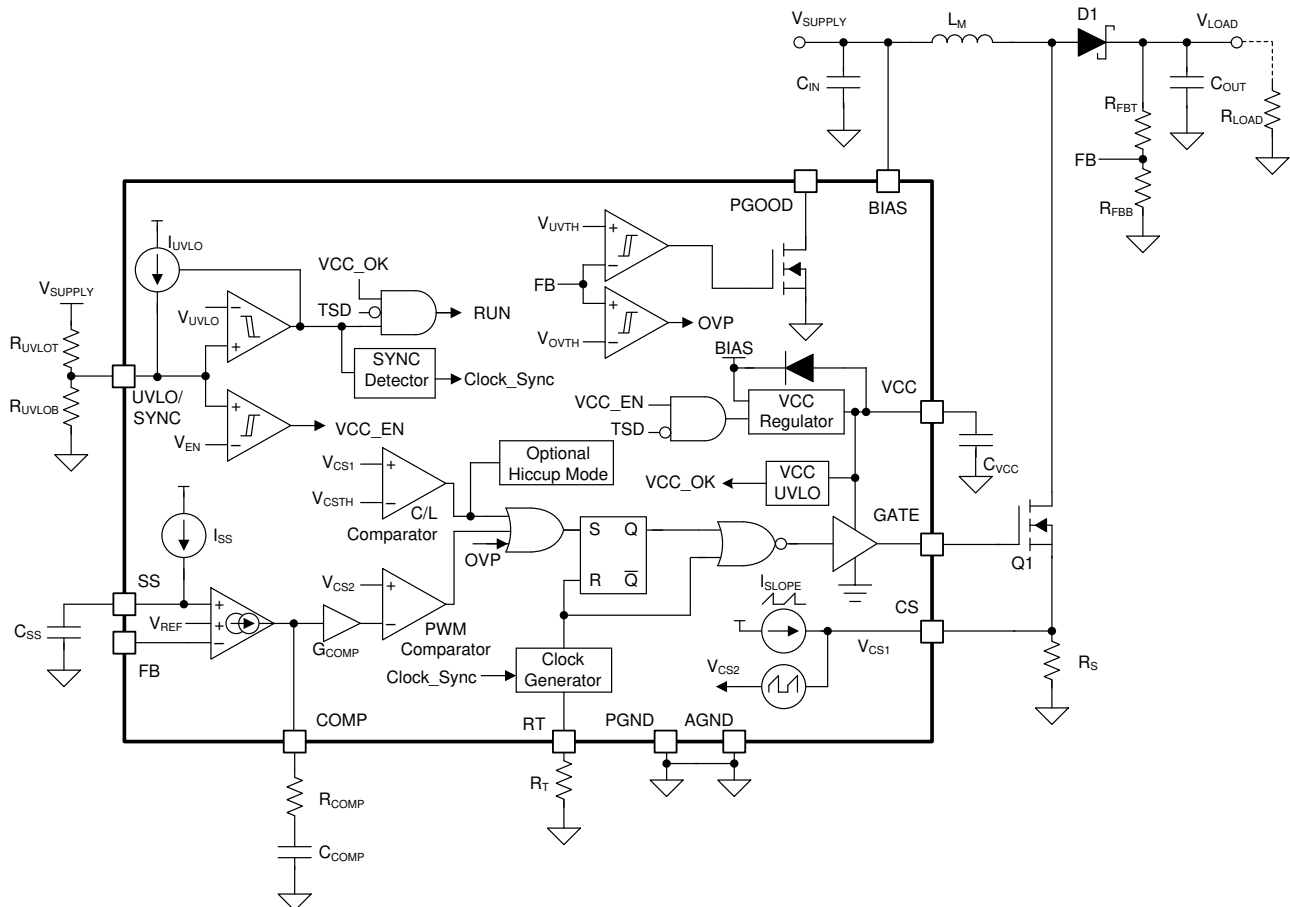 VSUPPLY
LM
D1
VLOAD
CIN
COUT
RFBT
RLOAD
FB
RFBB
PGOOD
BIAS
IUVLO
VUVTH
VCC_OK
FB
TSD
RUN
OVP
VSUPPLY
VUVLO
VOVTH
RUVLOT
SYNC
Detector
Clock_Sync
BIAS
VCC
RUVLOB
UVLO/
SYNC
VCC_EN
VCC
Regulator
TSD
VEN
VCC_EN
CVCC
VCS1
Optional
Hiccup Mode
VCC_OK
VCC
UVLO
VCSTH
C/L
Comparator
GATE
ISS
S
Q
OVP
Q1
SS
VCS2
R
Q
ISLOPE
CS
CSS
VREF
GCOMP
PWM
Comparator
VCS1
FB
Clock_Sync
Clock
Generator
VCS2
RS
COMP
RT
PGND
AGND
RT
RCOMP
CCOMP
+
−
+
−
+
−
+
−
+
−
+
−
+
+
−